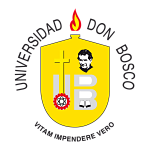 UNIVERSIDAD DON BOSCO
VITAM IMPENDERE VERO